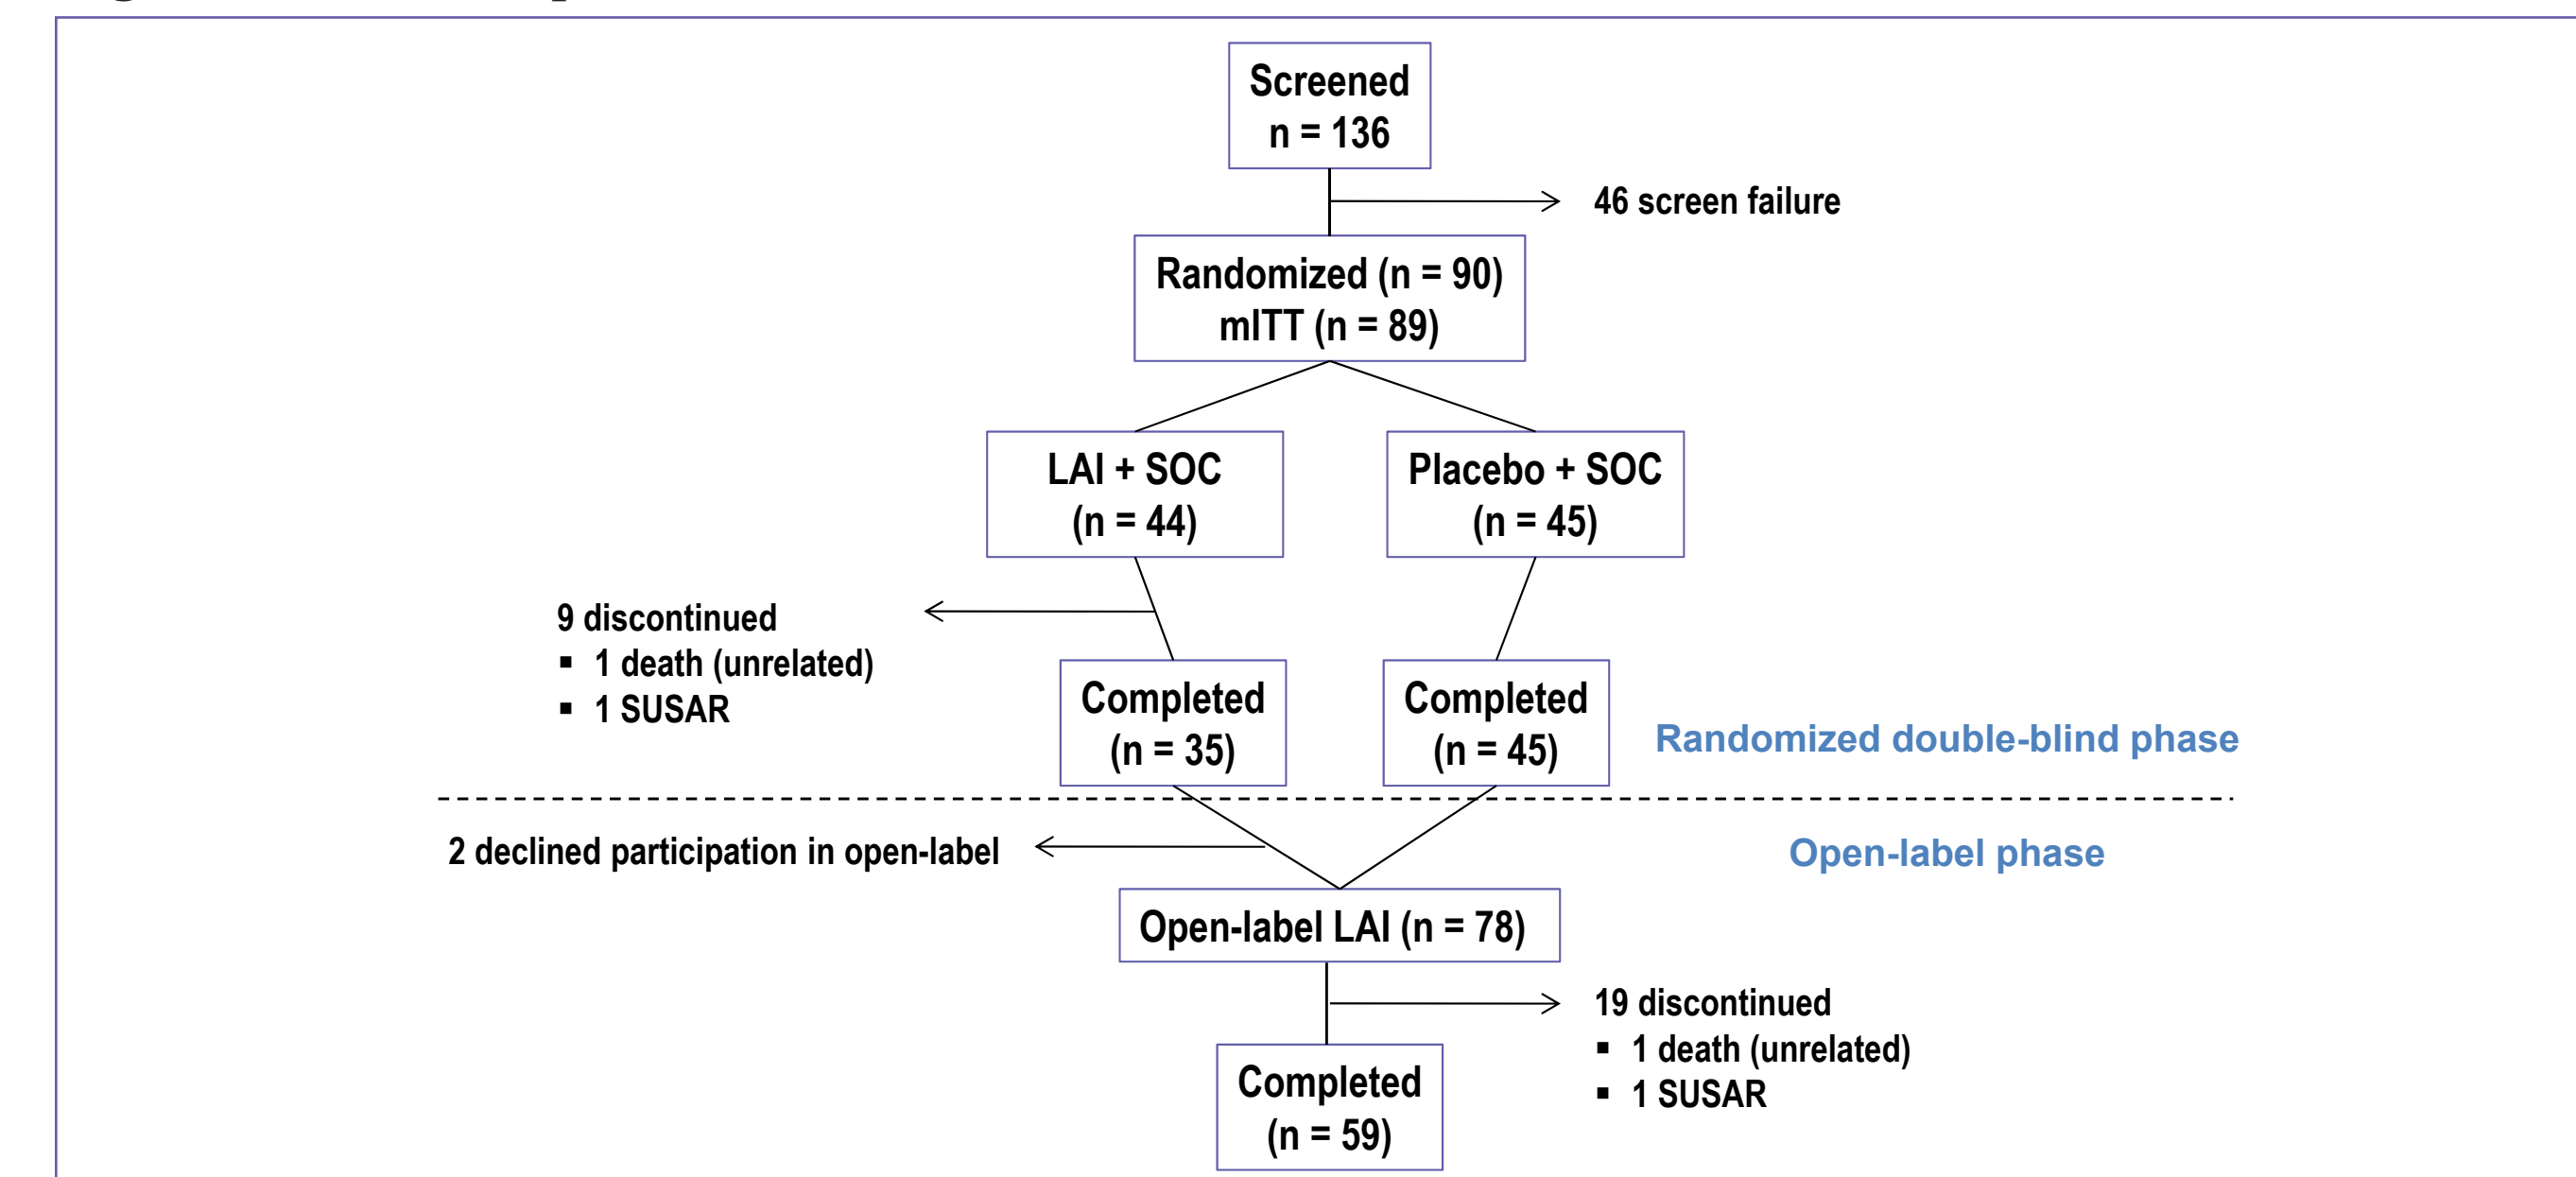 Screened
n = 136
46 screen failure
Randomized (n = 90)
mITT (n = 89)
LAI + SOC
(n = 44)
Placebo + SOC
(n = 45)
9 discontinued
▪ 1 death (unrelated)
▪ 1 SUSAR
Completed
(n = 35)
Completed
(n = 45)
Randomized double-blind phase
2 declined participation in open-label
Open-label phase
Open-label LAI (n = 78)
19 discontinued
▪ 1 death (unrelated)
▪ 1 SUSAR
Completed
(n = 59)